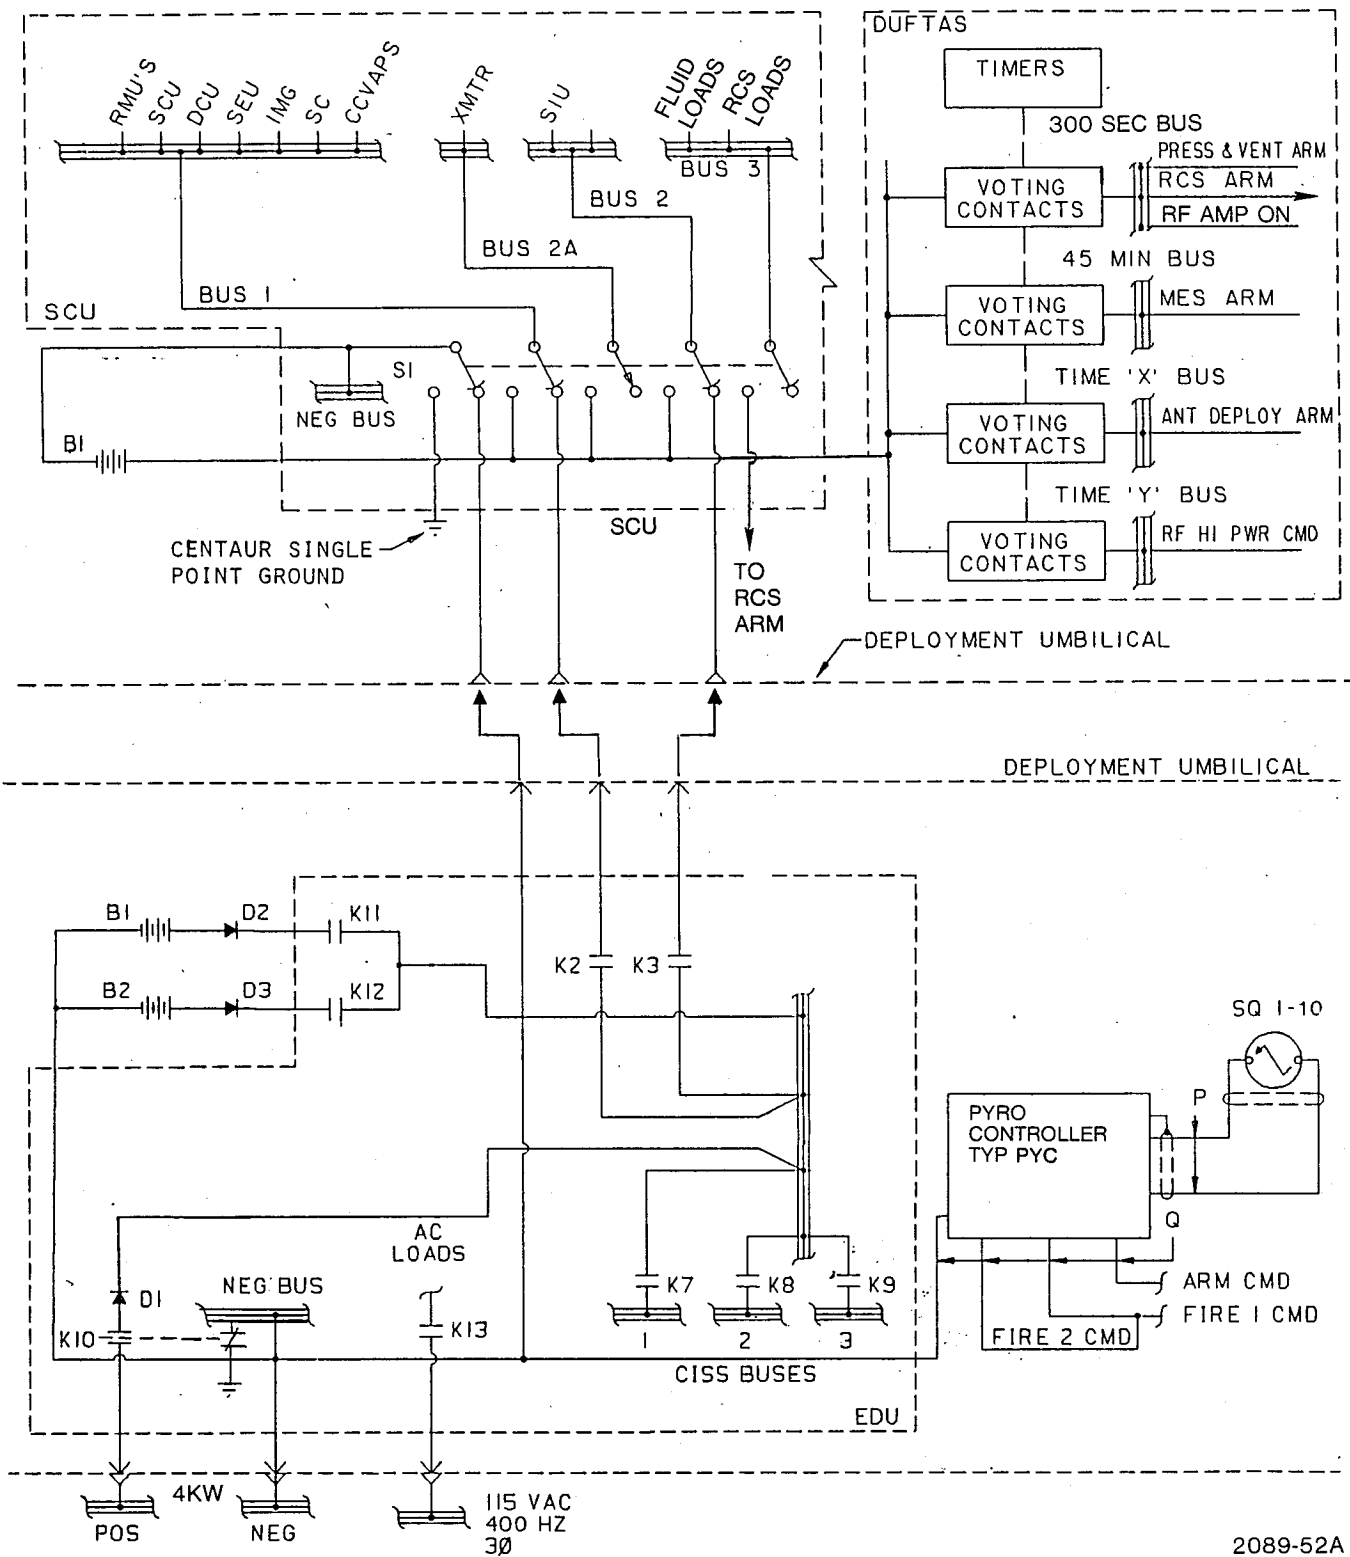 DUFTAS
TIMERS
RMU'S
SCU
DCU
SEU
IMG
SC
CCVAPS
XMTR
SIU
FLUID
LOADS
RCS
LOADS
300 SEC BUS
PRESS & VENT ARM
BUS 3
VOTING
CONTACTS
RCS ARM
RF AMP ON
BUS 2
BUS 2A
45 MIN BUS
BUS 1
SCU
VOTING
CONTACTS
MES ARM
S1
TIME 'X' BUS
NEG BUS
VOTING
CONTACTS
ANT DEPLOY ARM
B1
TIME 'Y' BUS
SCU
VOTING
CONTACTS
RF HI PWR CMD
CENTAUR SINGLE
POINT GROUND
TO
RCS
ARM
DEPLOYMENT UMBILICAL
DEPLOYMENT UMBILICAL
B1
D2
K11
K2
K3
B2
D3
K12
SQ 1-10
PYRO
CONTROLLER
TYP PYC
P
Q
AC
LOADS
NEG BUS
D1
K10
K13
K7
K8
K9
ARM CMD
FIRE 1 CMD
FIRE 2 CMD
1
2
3
CISS BUSES
EDU
4KW
POS
NEG
115 VAC
400 HZ
3Ø
2089-52A